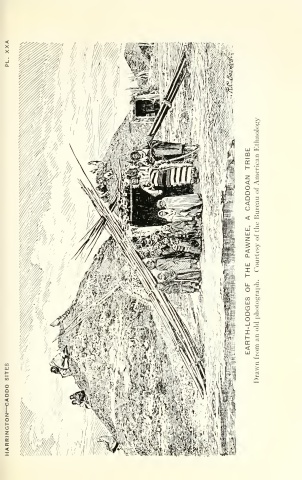 HARRINGTON—CADDO SITES
PL. XXA
EARTH-LODGES OF THE PAWNEE, A CADDOAN TRIBE
Drawn from an old photograph. Courtesy of the Bureau of American Ethnology